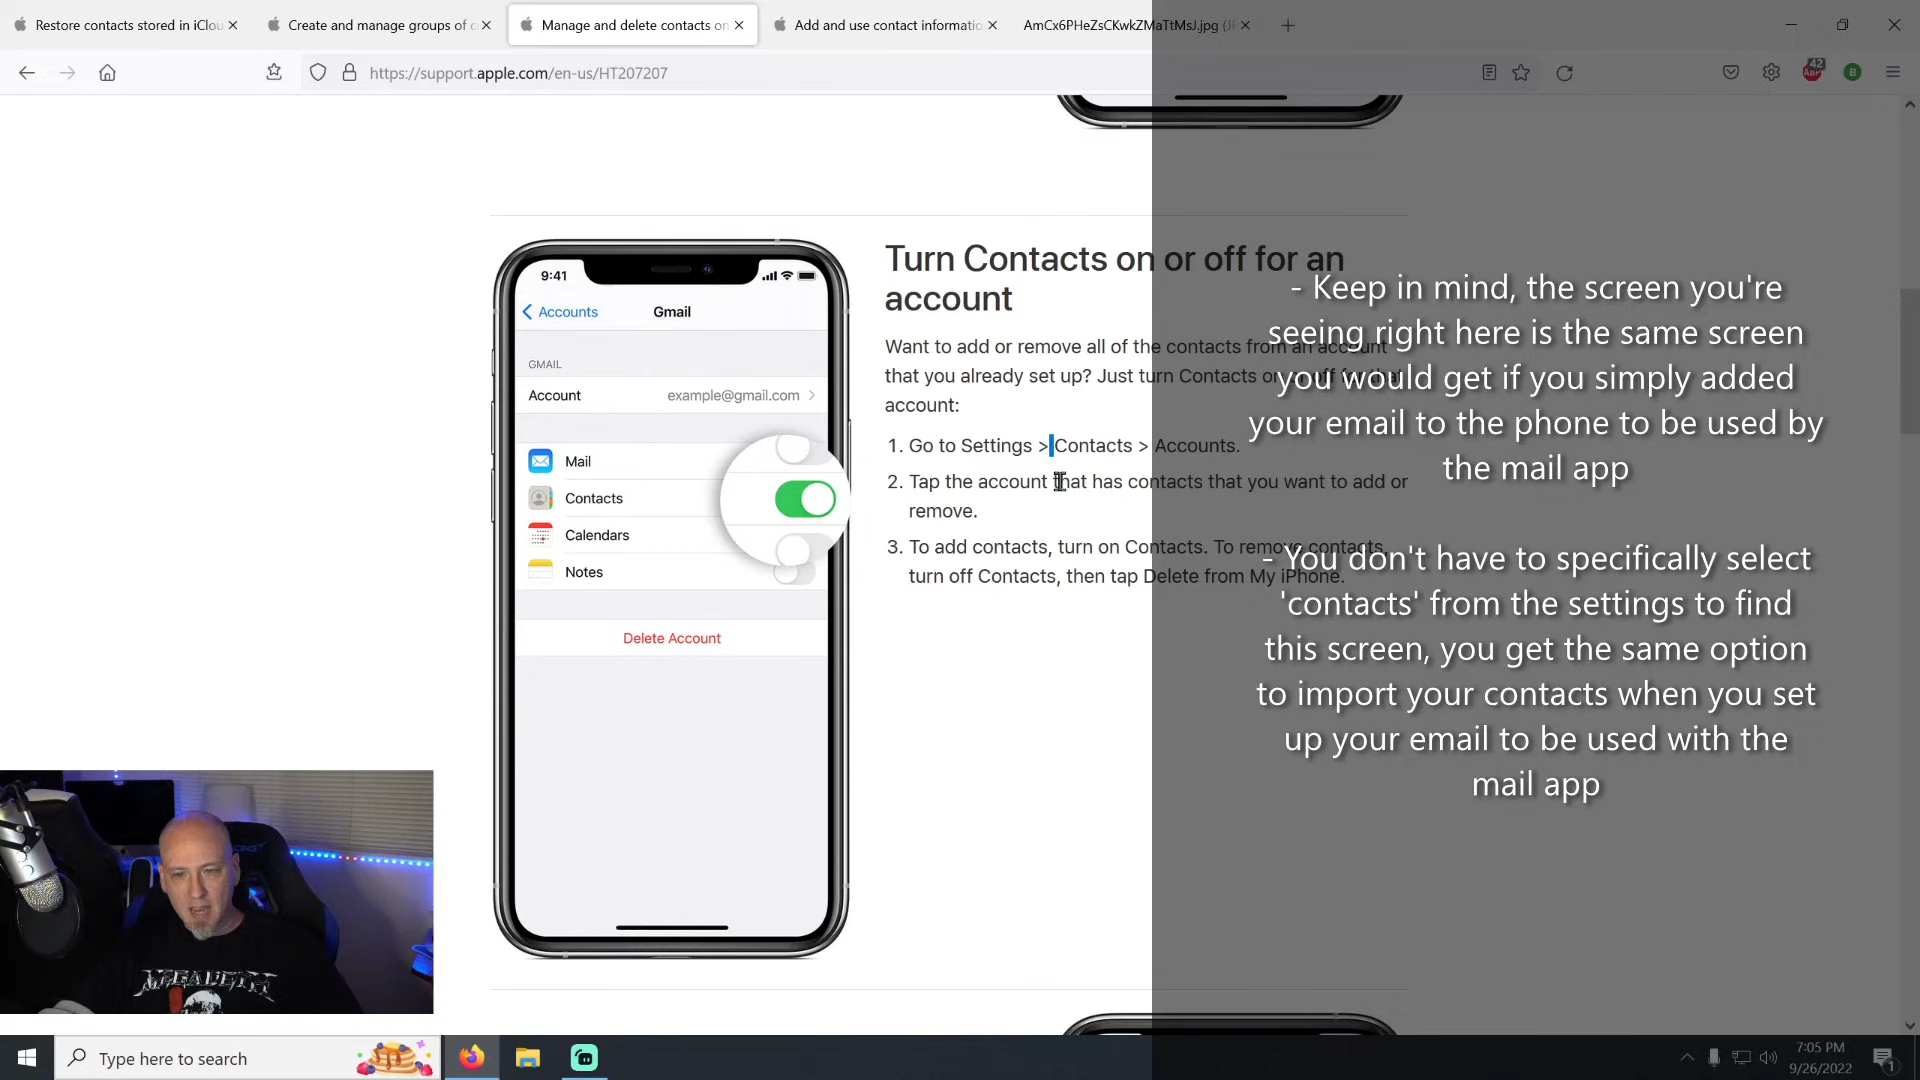 Restore contacts stored in iClou
Create and manage groups of c
Manage and delete contacts on
Add and use contact informatio
AmCx6PHeZsCKwkZMaTtMsJ.jpg (JI
https://support.apple.com/en-us/HT207207
42
ABP
B
9:41
Accounts
Gmail
GMAIL
Account
example@gmail.com
Mail
Contacts
Calendars
Notes
Delete Account
Turn Contacts on or off for an
account
Want to add or remove all of the contacts from an account
that you already set up? Just turn Contacts on or off for that
account:
1. Go to Settings > Contacts > Accounts.
2. Tap the account that has contacts that you want to add or
remove.
3. To add contacts, turn on Contacts. To remove contacts,
turn off Contacts, then tap Delete from My iPhone.
- Keep in mind, the screen you're
seeing right here is the same screen
you would get if you simply added
your email to the phone to be used by
the mail app
- You don't have to specifically select
'contacts' from the settings to find
this screen, you get the same option
to import your contacts when you set
up your email to be used with the
mail app
MEGADETH
Type here to search
7:05 PM
9/26/2022
1